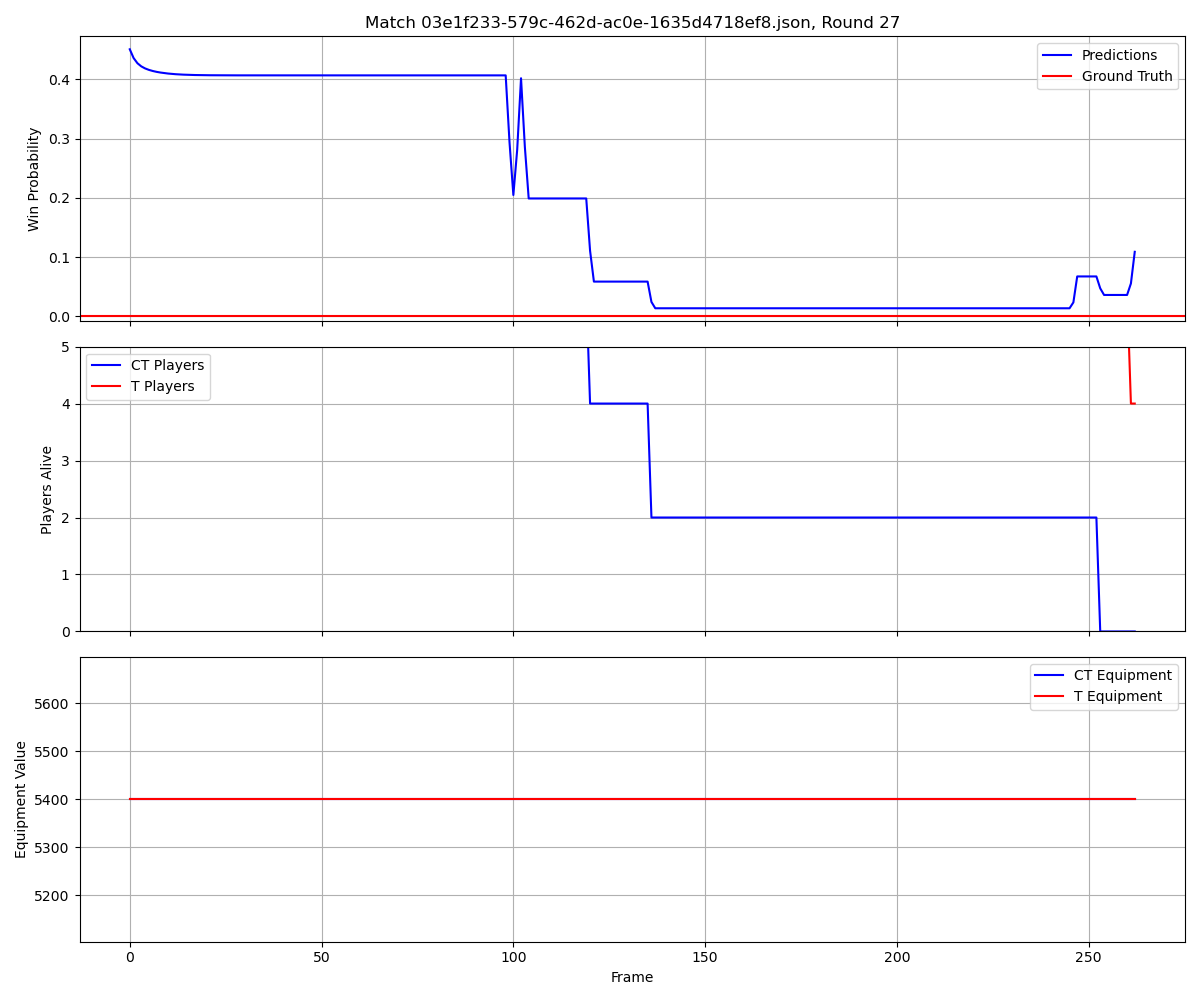 Match 03e1f233-579c-462d-ac0e-1635d4718ef8.json, Round 27
Win Probability
0.4
0.3
0.2
0.1
0.0
Predictions
Ground Truth
Players Alive
5
4
3
2
1
0
CT Players
T Players
Equipment Value
5600
5500
5400
5300
5200
CT Equipment
T Equipment
0
50
100
150
200
250
Frame